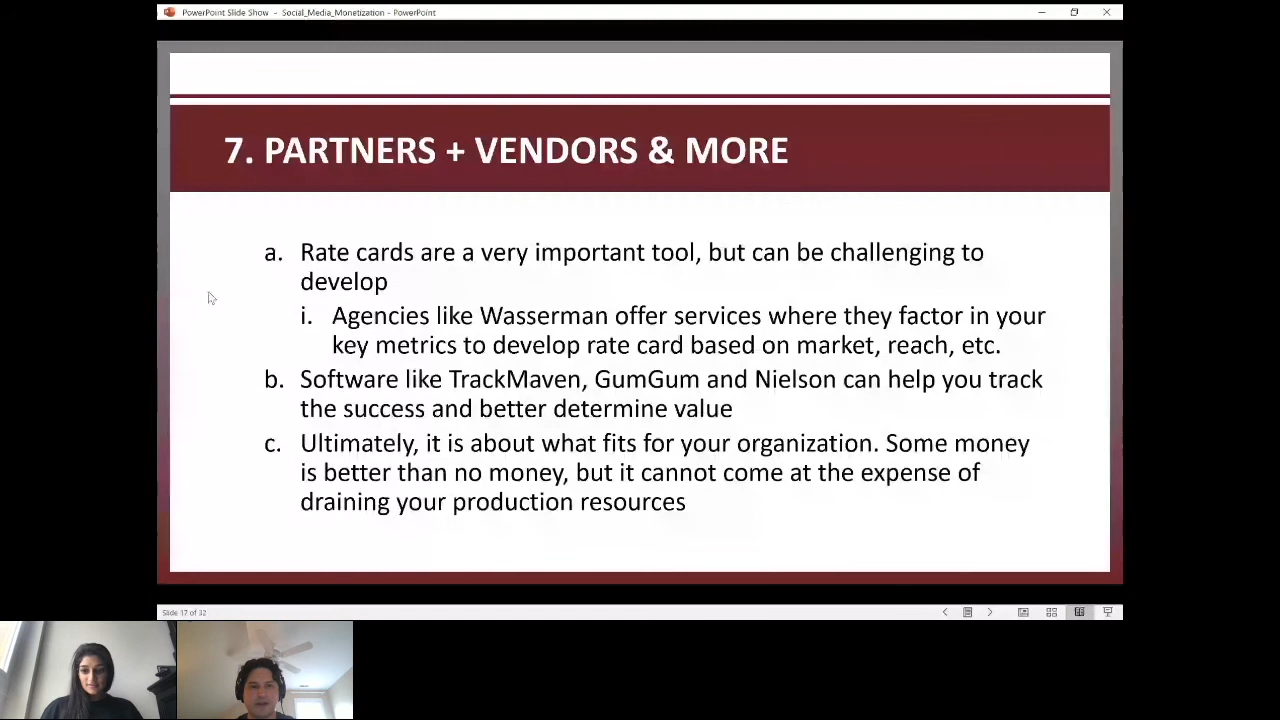 PowerPoint Slide Show - Social_Media_Monetization - PowerPoint
7. PARTNERS + VENDORS & MORE
a. Rate cards are a very important tool, but can be challenging to
develop
i. Agencies like Wasserman offer services where they factor in your
key metrics to develop rate card based on market, reach, etc.
b. Software like TrackMaven, GumGum and Nielson can help you track
the success and better determine value
c. Ultimately, it is about what fits for your organization. Some money
is better than no money, but it cannot come at the expense of
draining your production resources
Slide 17 of 32